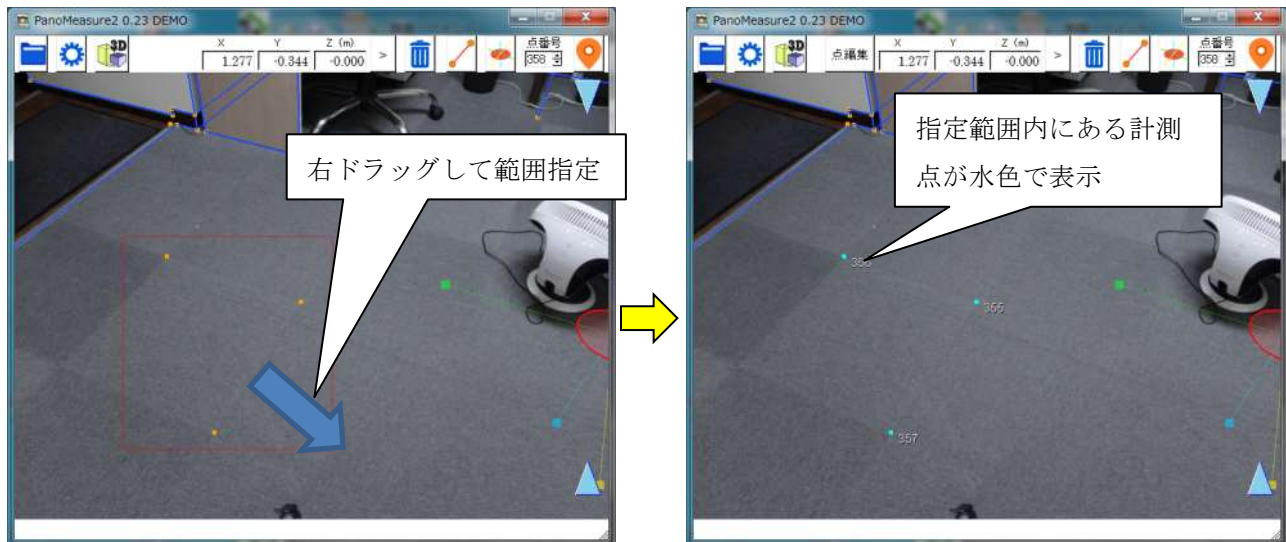 PanoMeasure2 0.23 DEMO
3D
X Y Z (m)
1.277 -0.344 -0.000 >
点番号
358
右ドラッグして範囲指定
PanoMeasure2 0.23 DEMO
3D
点編集
X Y Z (m)
1.277 -0.344 -0.000 >
点番号
358
指定範囲内にある計測
点が水色で表示
355
357